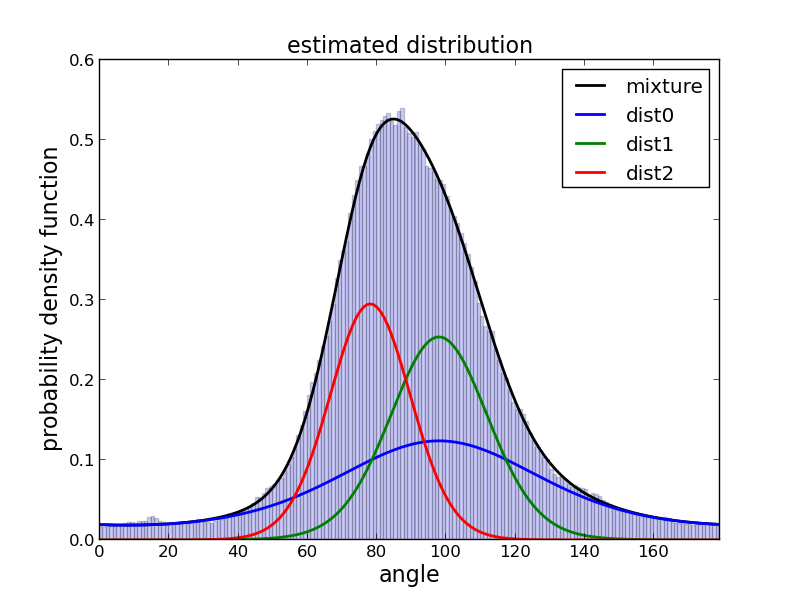 estimated distribution
mixture
dist0
dist1
dist2
probability density function
0.6
0.5
0.4
0.3
0.2
0.1
0.0
0 20 40 60 80 100 120 140 160
angle